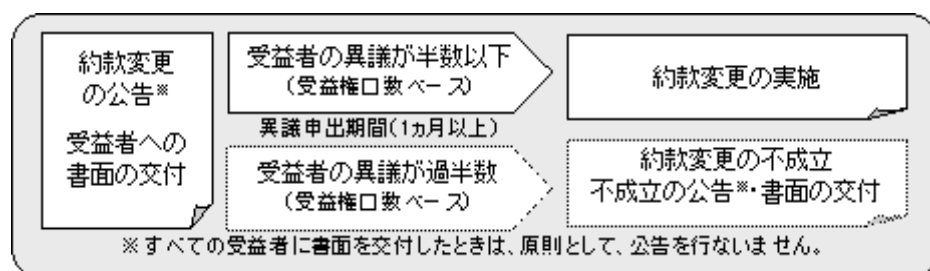 約款変更
の公告※
受益者への
書面の交付
受益者の異議が半数以下
(受益権口数ベース)
約款変更の実施
異議申出期間(1ヵ月以上)
受益者の異議が過半数
(受益権口数ベース)
約款変更の不成立
不成立の公告※・書面の交付
※すべての受益者に書面を交付したときは、原則として、公告を行ないません。